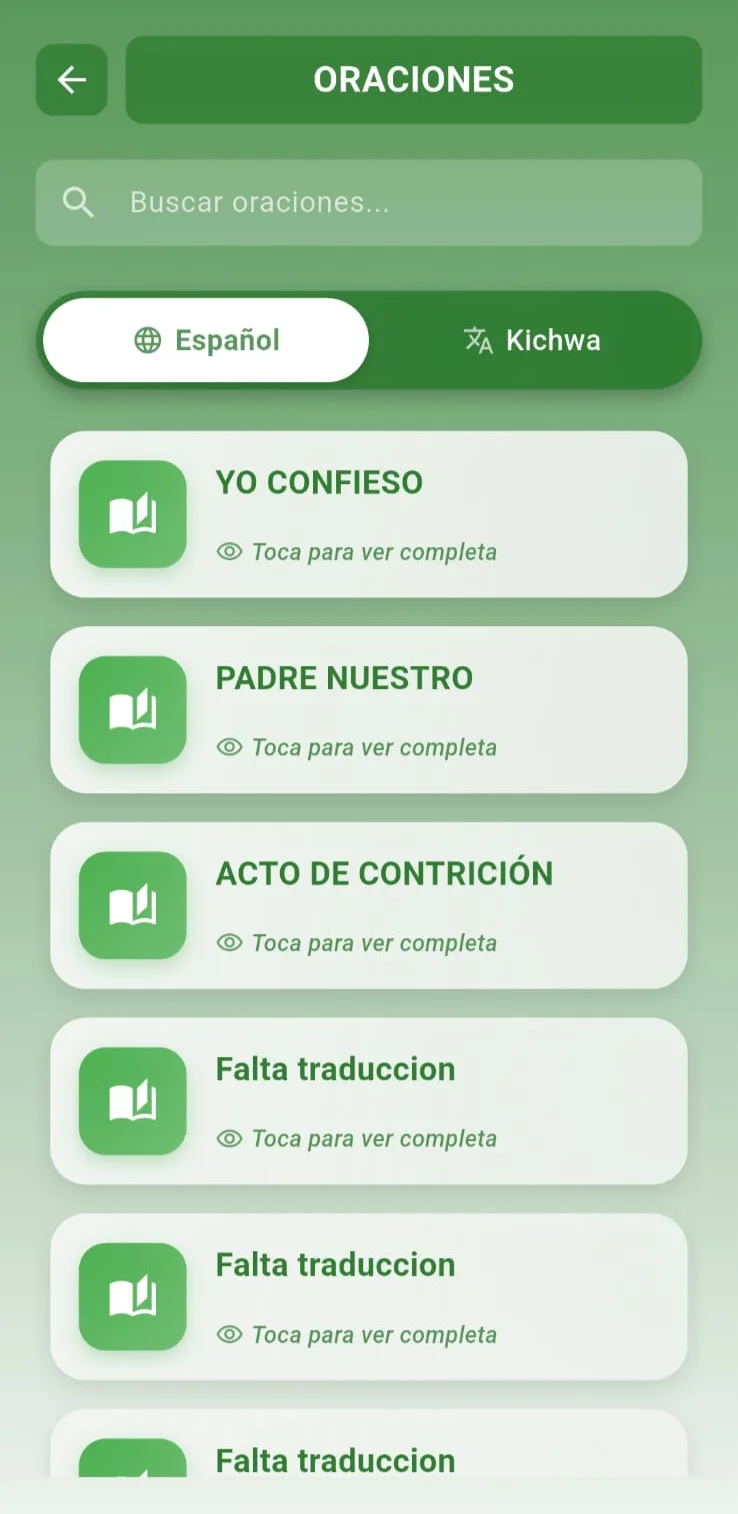 ORACIONES
Buscar oraciones...
Español
Kichwa
YO CONFIESO
Toca para ver completa
PADRE NUESTRO
Toca para ver completa
ACTO DE CONTRICIÓN
Toca para ver completa
Falta traduccion
Toca para ver completa
Falta traduccion
Toca para ver completa
Falta traduccion